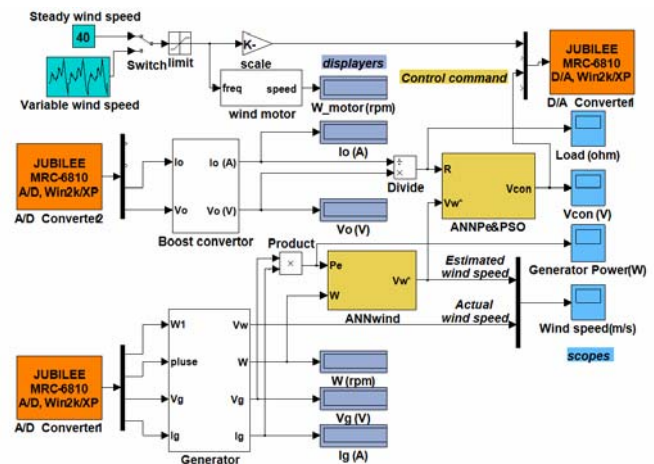 Steady wind speed
40
Switch
limit
K-
scale
Variable wind speed
freq
speed
wind motor
displayers
W_motor (rpm)
Control command
JUBILEE
MRC-6810
D/A, Win2k/XP
D/A Converter1
JUBILEE
MRC-6810
A/D, Win2k/XP
A/D Converter2
Io
Vo
Io (A)
Vo (V)
Boost convertor
Io (A)
Vo (V)
÷
×
Divide
R
Vw*
Vcon
ANNPe&PSO
Load (ohm)
Vcon (V)
Generator Power(W)
Wind speed(m/s)
scopes
Product
×
Pe
W
Vw*
ANNwind
Estimated
wind speed
Actual
wind speed
JUBILEE
MRC-6810
A/D, Win2k/XP
A/D Converter1
W1
pluse
Vg
Ig
Vw
W
Vg
Ig
Generator
W (rpm)
Vg (V)
Ig (A)